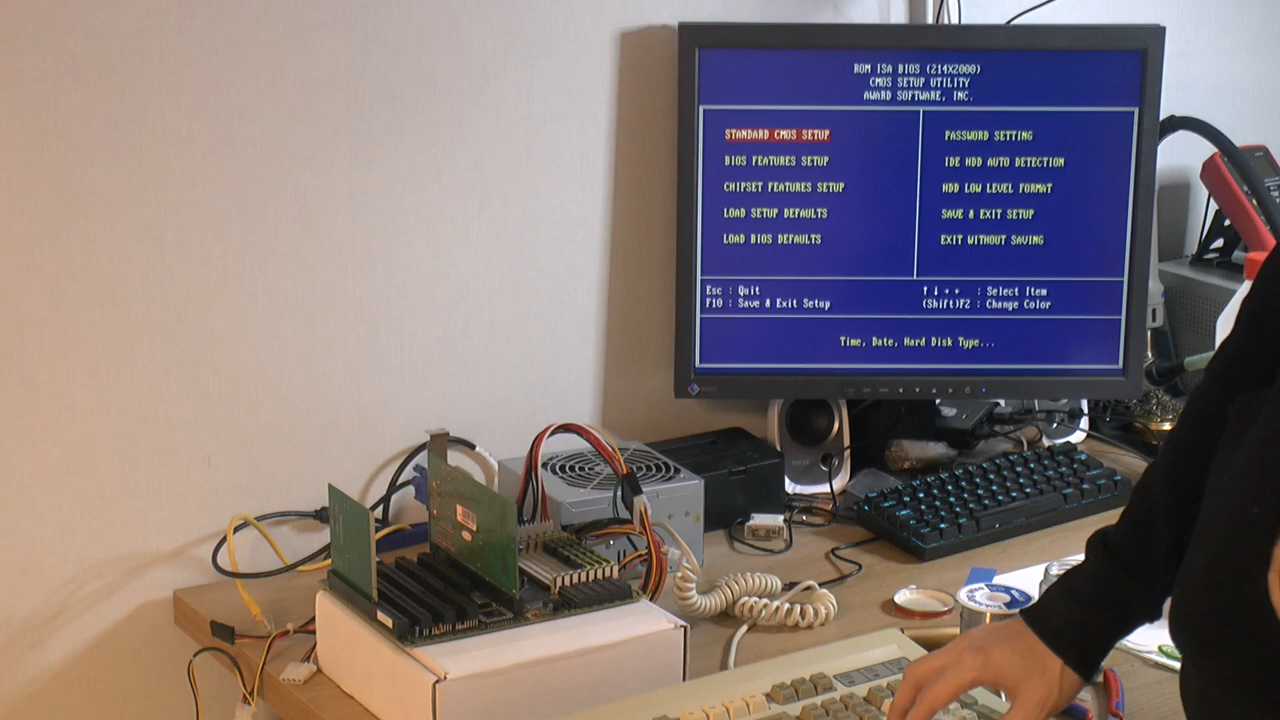 ROM ISA BIOS (214X2000)
CMOS SETUP UTILITY
AWARD SOFTWARE, INC.
STANDARD CMOS SETUP
BIOS FEATURES SETUP
CHIPSET FEATURES SETUP
LOAD SETUP DEFAULTS
LOAD BIOS DEFAULTS
PASSWORD SETTING
IDE HDD AUTO DETECTION
HDD LOW LEVEL FORMAT
SAVE & EXIT SETUP
EXIT WITHOUT SAVING
Esc : Quit
F10 : Save & Exit Setup
↑ ↓ → ← : Select Item
(Shift)F2 : Change Color
Time, Date, Hard Disk Type...